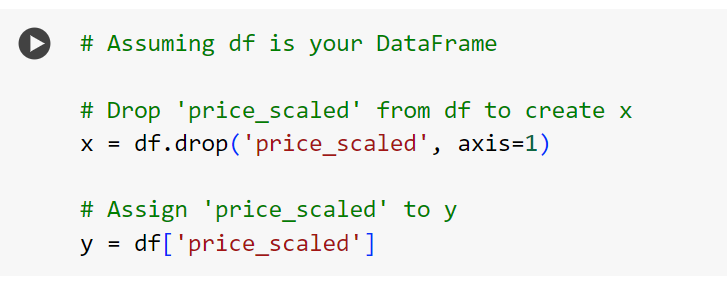 # Assuming df is your DataFrame
# Drop 'price_scaled' from df to create x
x = df.drop('price_scaled', axis=1)
# Assign 'price_scaled' to y
y = df['price_scaled']